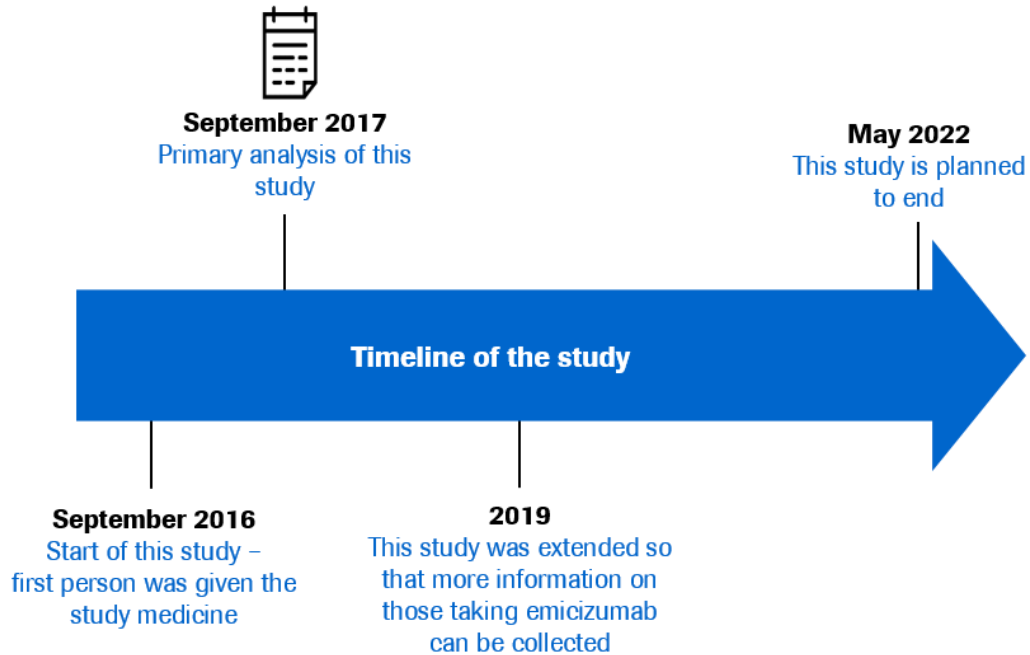 September 2017
Primary analysis of this
study
May 2022
This study is planned
to end
Timeline of the study
September 2016
Start of this study –
first person was given the
study medicine
2019
This study was extended so
that more information on
those taking emicizumab
can be collected